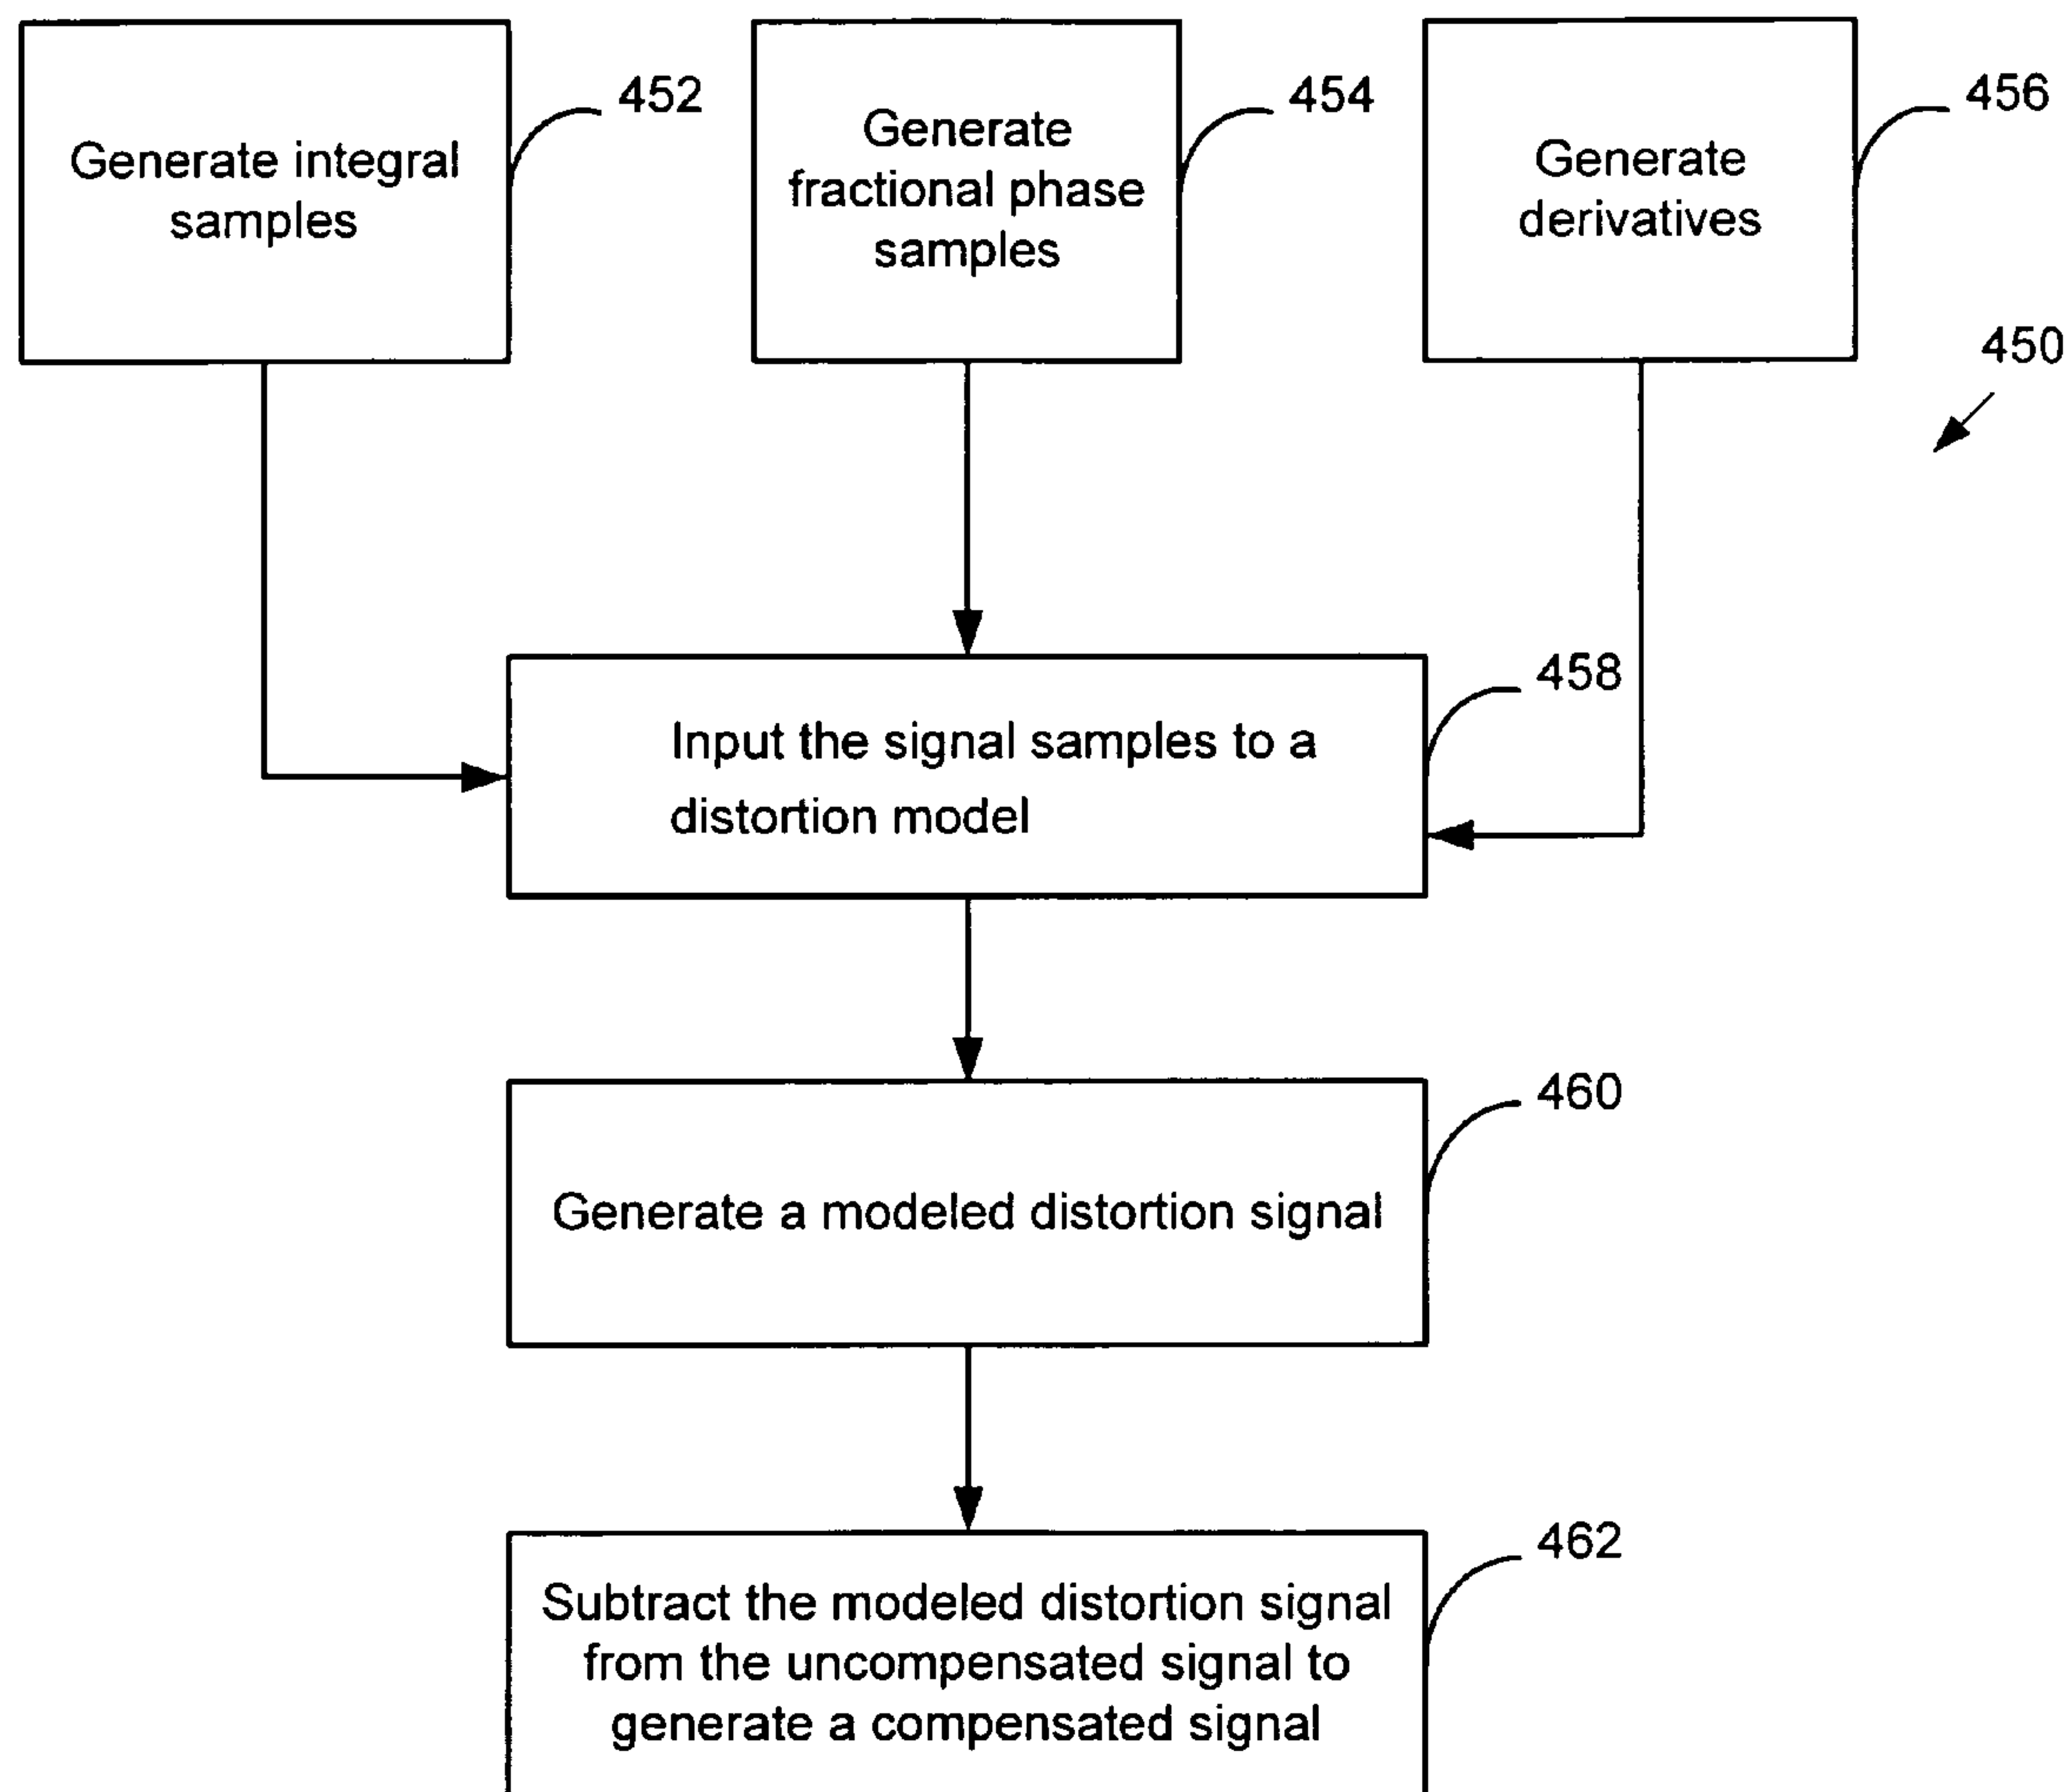 Generate integral
samples
452
Generate
fractional phase
samples
454
Generate
derivatives
456
450
Input the signal samples to a
distortion model
458
Generate a modeled distortion signal
460
Subtract the modeled distortion signal
from the uncompensated signal to
generate a compensated signal
462